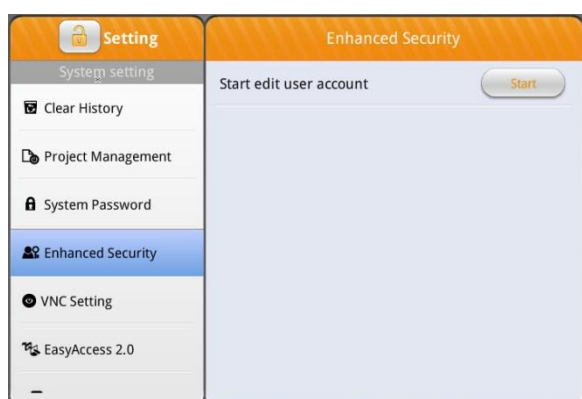 Setting
System setting
Clear History
Project Management
System Password
Enhanced Security
VNC Setting
EasyAccess 2.0
Enhanced Security
Start edit user account
Start